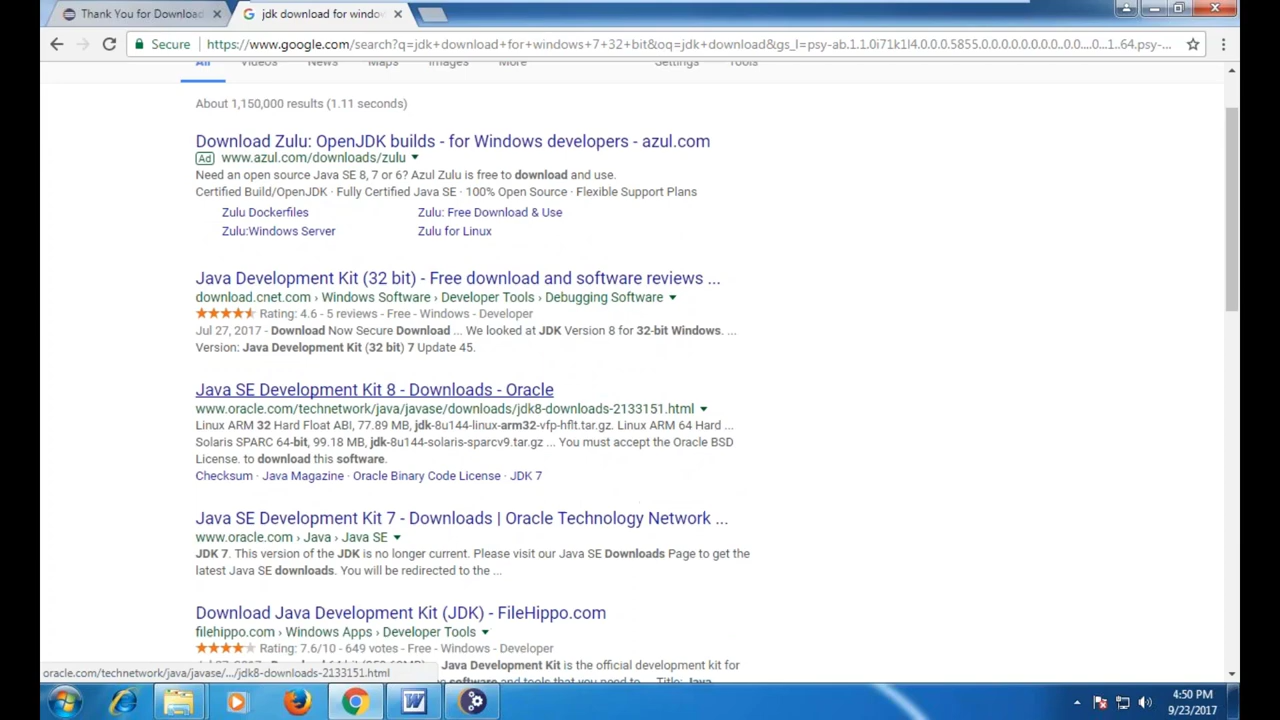 Thank You for Download
jdk download for windo
Secure https://www.google.com/search?q=jdk+download+for+windows+7+32+bit&oq=jdk+download&gs_l=psy-ab.1.1.0i71k1l4.0.0.0.5855.0.0.0.0.0.0.0.0..0.0....0...1..64.psy-...
All Videos News Maps Images More Settings Tools
About 1,150,000 results (1.11 seconds)
Download Zulu: OpenJDK builds - for Windows developers - azul.com
Ad www.azul.com/downloads/zulu
Need an open source Java SE 8, 7 or 6? Azul Zulu is free to download and use.
Certified Build/OpenJDK · Fully Certified Java SE · 100% Open Source · Flexible Support Plans
Zulu Dockerfiles Zulu: Free Download & Use
Zulu:Windows Server Zulu for Linux
Java Development Kit (32 bit) - Free download and software reviews ...
download.cnet.com › Windows Software › Developer Tools › Debugging Software
Rating: 4.6 - 5 reviews - Free - Windows - Developer
Jul 27, 2017 - Download Now Secure Download ... We looked at JDK Version 8 for 32-bit Windows. ...
Version: Java Development Kit (32 bit) 7 Update 45.
Java SE Development Kit 8 - Downloads - Oracle
www.oracle.com/technetwork/java/javase/downloads/jdk8-downloads-2133151.html
Linux ARM 32 Hard Float ABI, 77.89 MB, jdk-8u144-linux-arm32-vfp-hflt.tar.gz. Linux ARM 64 Hard ...
Solaris SPARC 64-bit, 99.18 MB, jdk-8u144-solaris-sparcv9.tar.gz ... You must accept the Oracle BSD
License. to download this software.
Checksum · Java Magazine · Oracle Binary Code License · JDK 7
Java SE Development Kit 7 - Downloads | Oracle Technology Network ...
www.oracle.com › Java › Java SE
JDK 7. This version of the JDK is no longer current. Please visit our Java SE Downloads Page to get the
latest Java SE downloads. You will be redirected to the ...
Download Java Development Kit (JDK) - FileHippo.com
filehippo.com › Windows Apps › Developer Tools
Rating: 7.6/10 - 649 votes - Free - Windows - Developer
Java Development Kit is the official development kit for
oracle.com/technetwork/java/javase/.../jdk8-downloads-2133151.html
software and tools that you need to... Title: Java
4:50 PM
9/23/2017